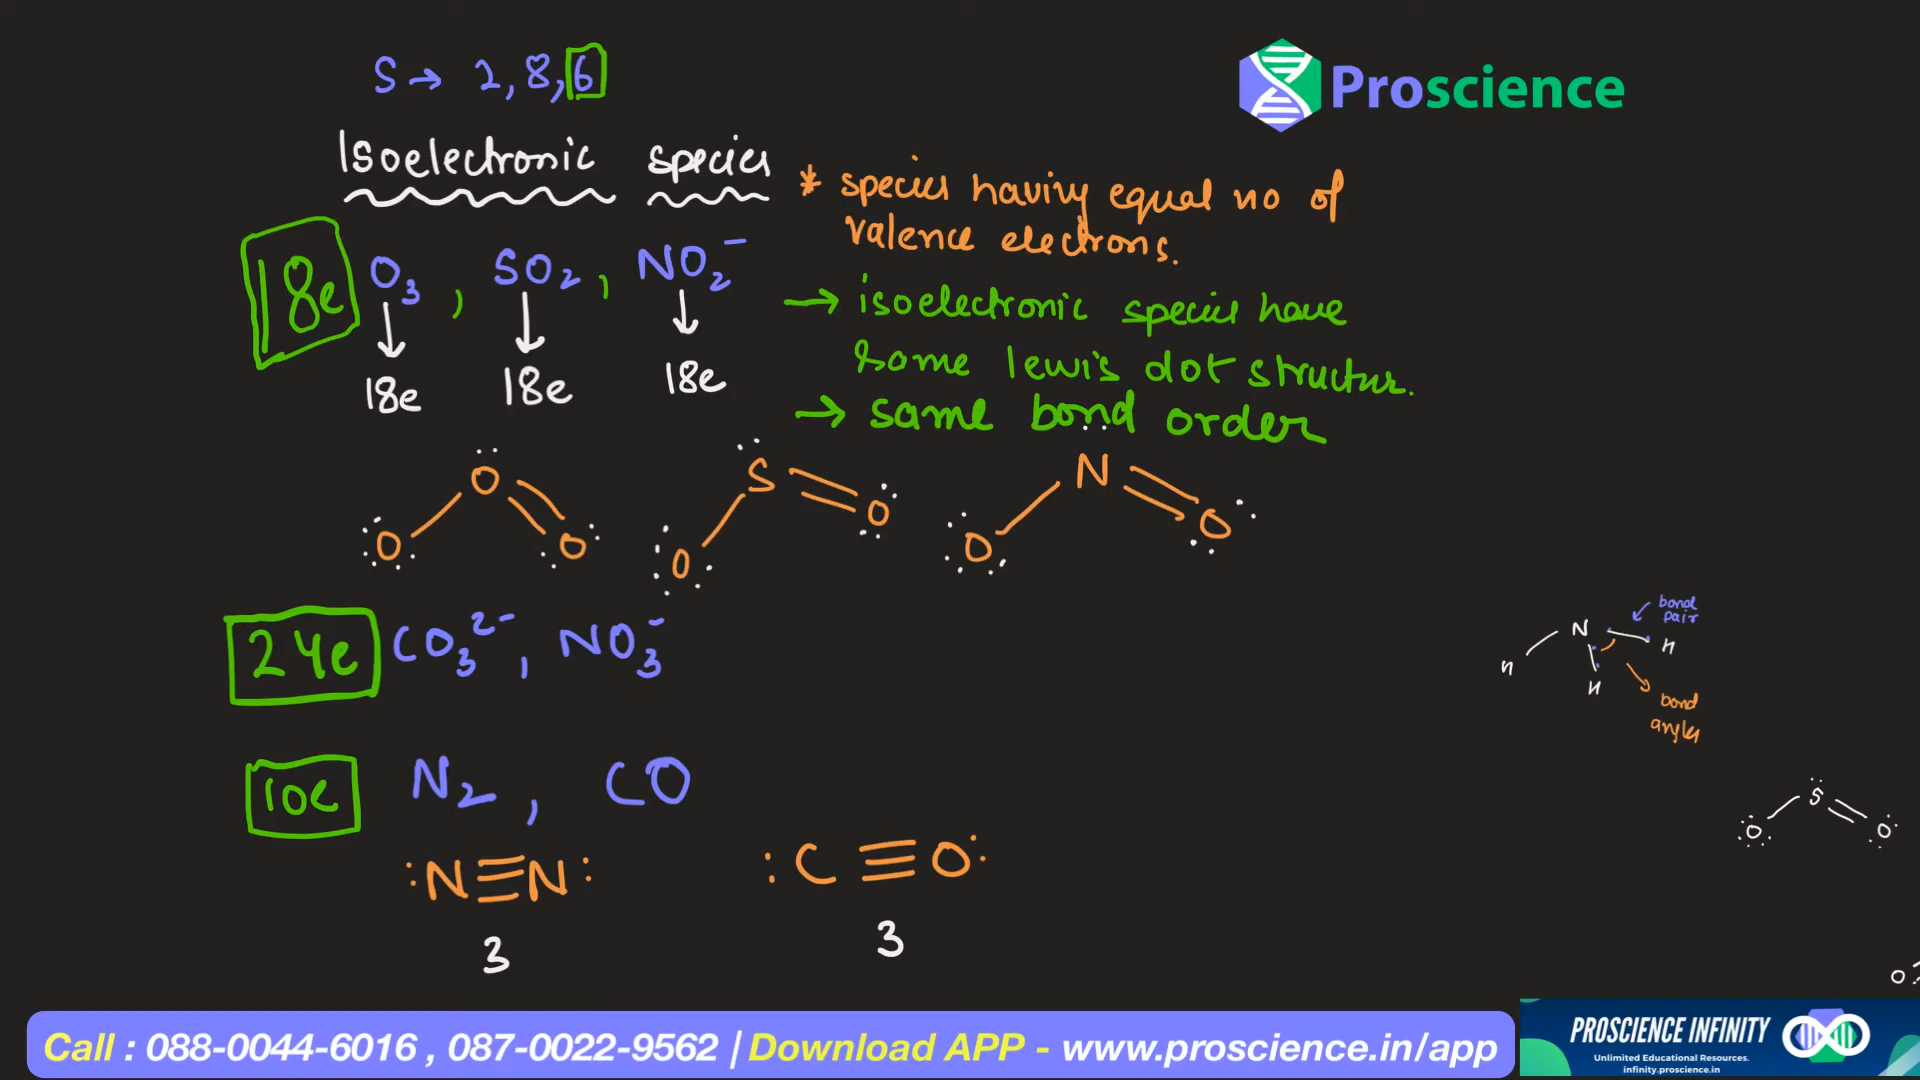 S → 2, 8, 6
Proscience
Isoelectronic species
* species having equal no of
valence electrons.
18e O₃ , SO₂ , NO₂⁻
18e 18e 18e
→ isoelectronic species have
same lewis dot structur.
→ same bond order
O O O
O S O
O N O
24e CO₃²⁻ , NO₃⁻
10e N₂ , CO
:N≡N:
:C≡O:
3 3
bond
pair
N H
H H
bond
angles
S
O O
Call : 088-0044-6016 , 087-0022-9562 | Download APP - www.proscience.in/app
PROSCIENCE INFINITY
Unlimited Educational Resources.
infinity.proscience.in